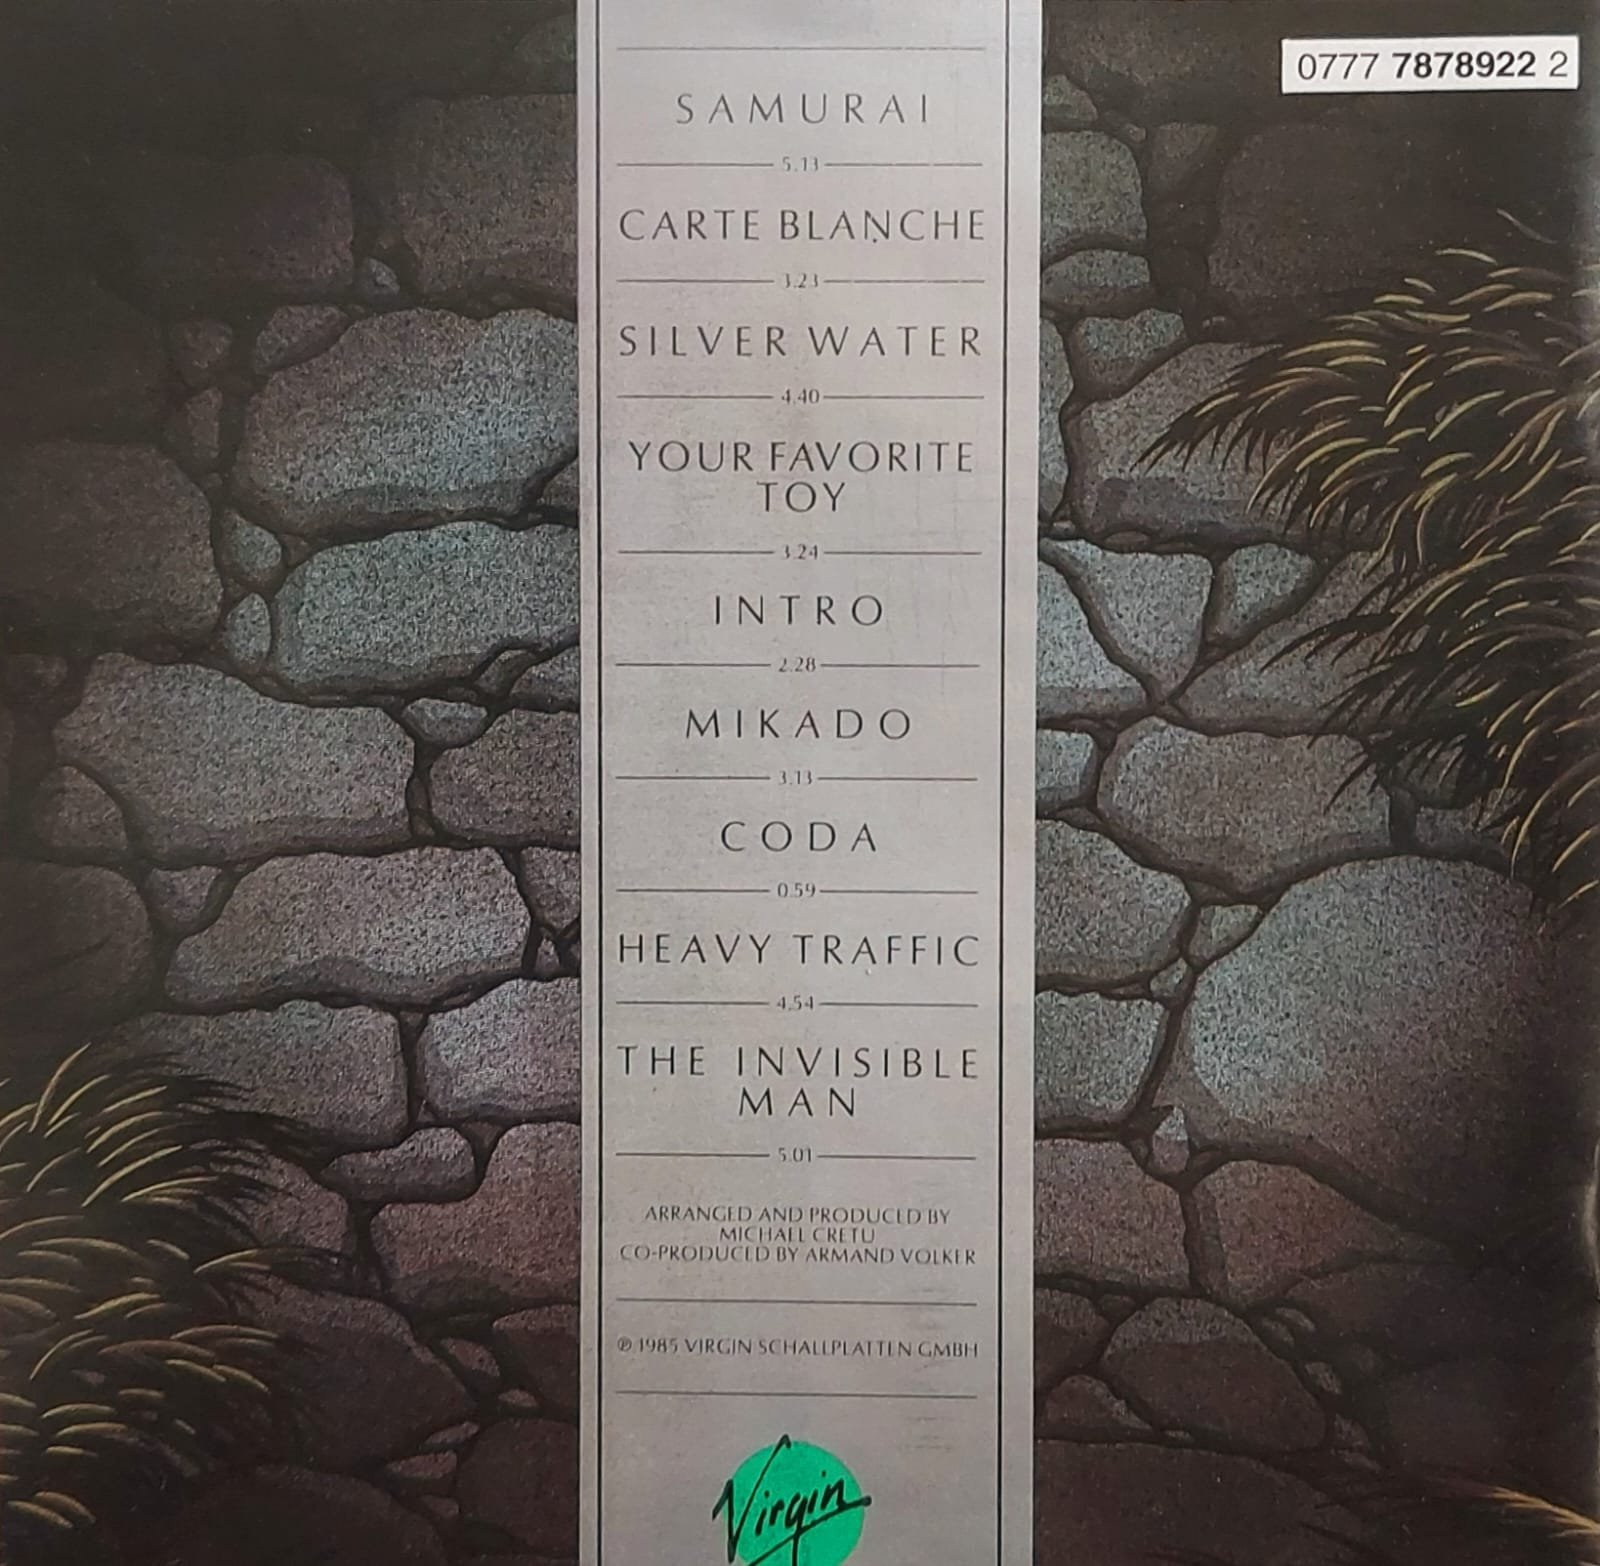 0777 7878922 2
SAMURAI
5.13
CARTE BLANCHE
3.23
SILVER WATER
4.40
YOUR FAVORITE
TOY
3.24
INTRO
2.28
MIKADO
3.13
CODA
0.59
HEAVY TRAFFIC
4.54
THE INVISIBLE
MAN
5.01
ARRANGED AND PRODUCED BY
MICHAEL CRETU
CO-PRODUCED BY ARMAND VOLKER
℗ 1985 VIRGIN SCHALLPLATTEN GMBH
Virgin